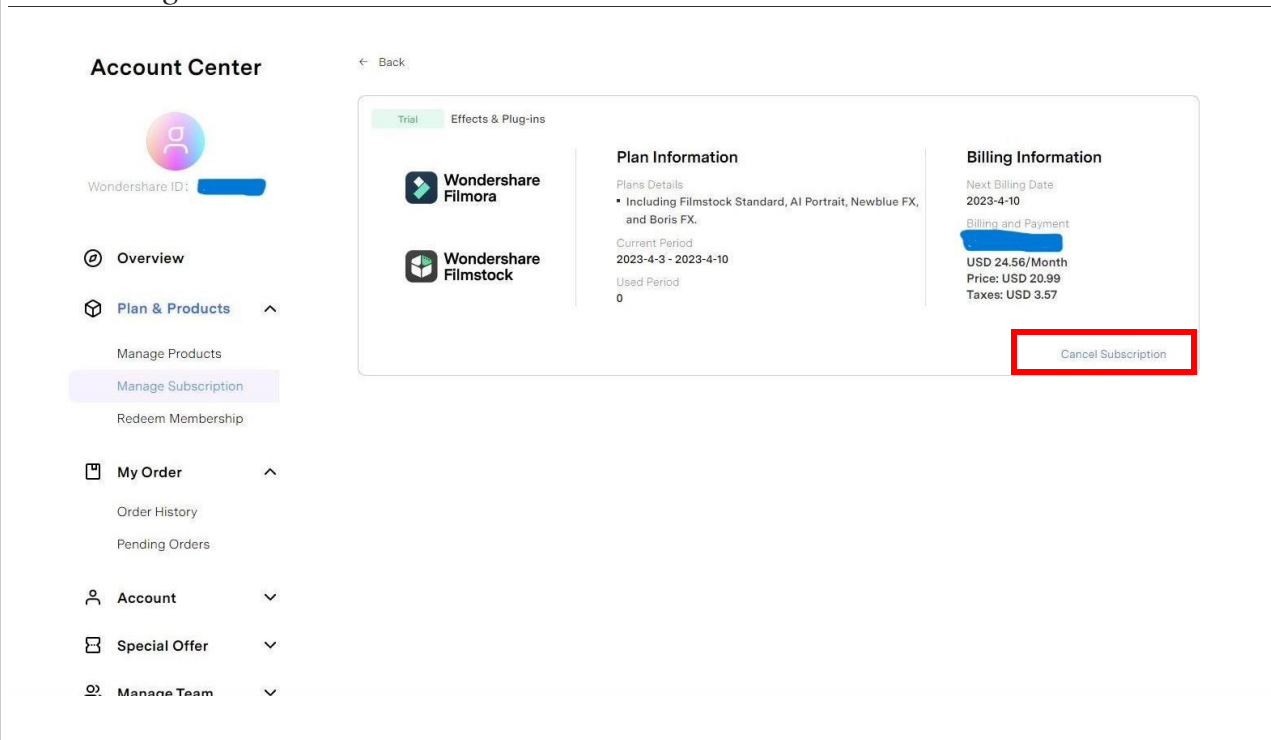 Account Center
Wondershare ID:
Overview
Plan & Products
Manage Products
Manage Subscription
Redeem Membership
My Order
Order History
Pending Orders
Account
Special Offer
Manage Team
← Back
Trial
Effects & Plug-ins
Wondershare
Filmora
Wondershare
Filmstock
Plan Information
Plans Details
▪ Including Filmstock Standard, AI Portrait, Newblue FX,
and Boris FX.
Current Period
2023-4-3 - 2023-4-10
Used Period
0
Billing Information
Next Billing Date
2023-4-10
Billing and Payment
USD 24.56/Month
Price: USD 20.99
Taxes: USD 3.57
Cancel Subscription